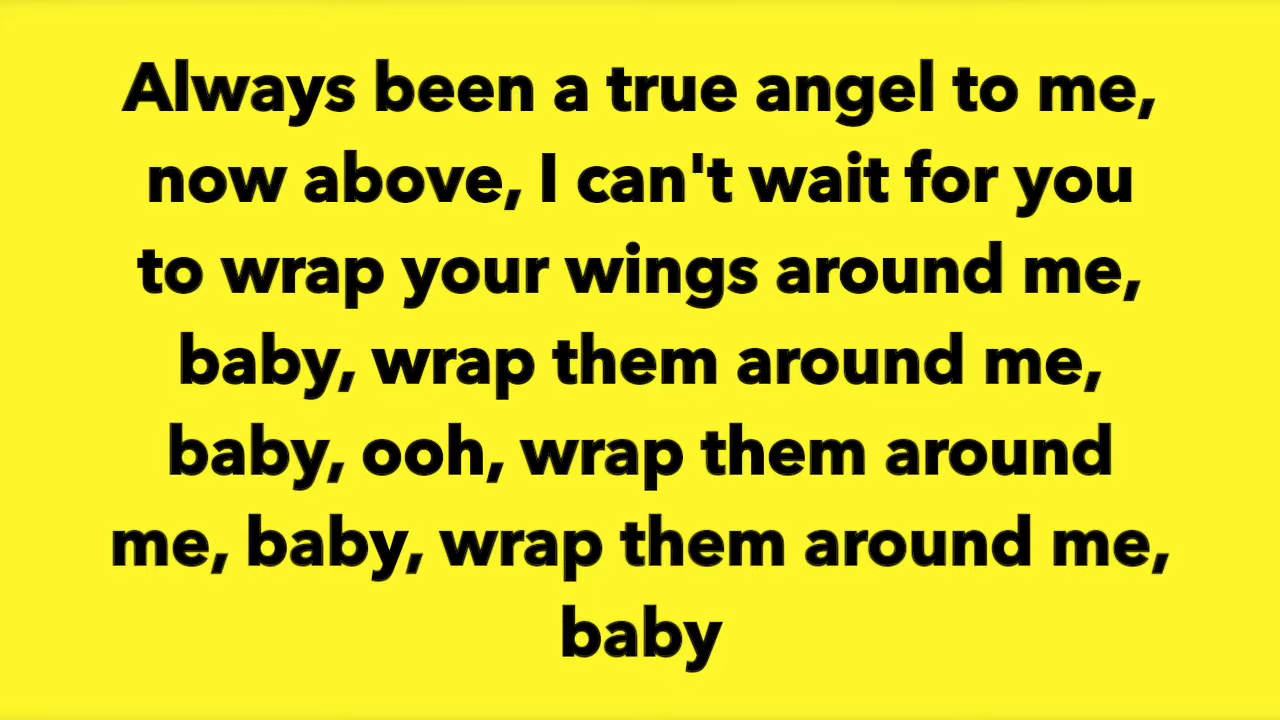 Always been a true angel to me,
now above, I can't wait for you
to wrap your wings around me,
baby, wrap them around me,
baby, ooh, wrap them around
me, baby, wrap them around me,
baby